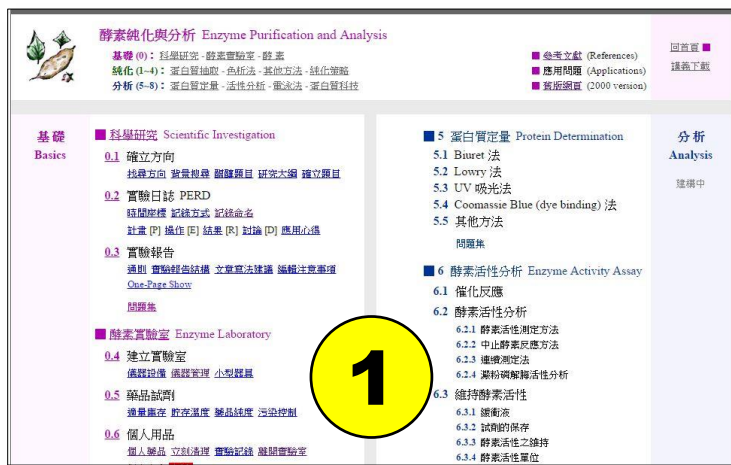 酵素純化與分析 Enzyme Purification and Analysis
基礎 (0)： 科學研究 - 酵素實驗室 - 酵 素
純化 (1~4)： 蛋白質抽取 - 色析法 - 其他方法 - 純化策略
分析 (5~8)： 蛋白質定量 - 活性分析 - 電泳法 - 蛋白質科技
■ 參考文獻 (References)
■ 應用問題 (Applications)
■ 舊版網頁 (2000 version)
回首頁 ■
講義下載
基礎
Basics
■ 科學研究 Scientific Investigation
0.1 確立方向
找尋方向 背景搜尋 醞釀題目 研究大綱 確立題目
0.2 實驗日誌 PERD
時間座標 記錄方式 記錄命名
計畫 [P] 操作 [E] 結果 [R] 討論 [D] 應用心得
0.3 實驗報告
通則 實驗報告結構 文章寫法建議 編輯注意事項
One-Page Show
問題集
■ 酵素實驗室 Enzyme Laboratory
0.4 建立實驗室
儀器設備 儀器管理 小型器具
0.5 藥品試劑
適量庫存 貯存溫度 藥品純度 污染控制
0.6 個人用品
個人藥品 立刻清理 實驗記錄 離開實驗室
1
■ 5 蛋白質定量 Protein Determination
5.1 Biuret 法
5.2 Lowry 法
5.3 UV 吸光法
5.4 Coomassie Blue (dye binding) 法
5.5 其他方法
問題集
■ 6 酵素活性分析 Enzyme Activity Assay
6.1 催化反應
6.2 酵素活性分析
6.2.1 酵素活性測定方法
6.2.2 中止酵素反應方法
6.2.3 連續測定法
6.2.4 澱粉磷解酶活性分析
6.3 維持酵素活性
6.3.1 緩衝液
6.3.2 試劑的保存
6.3.3 酵素活性之維持
6.3.4 酵素活性單位
分析
Analysis
建構中